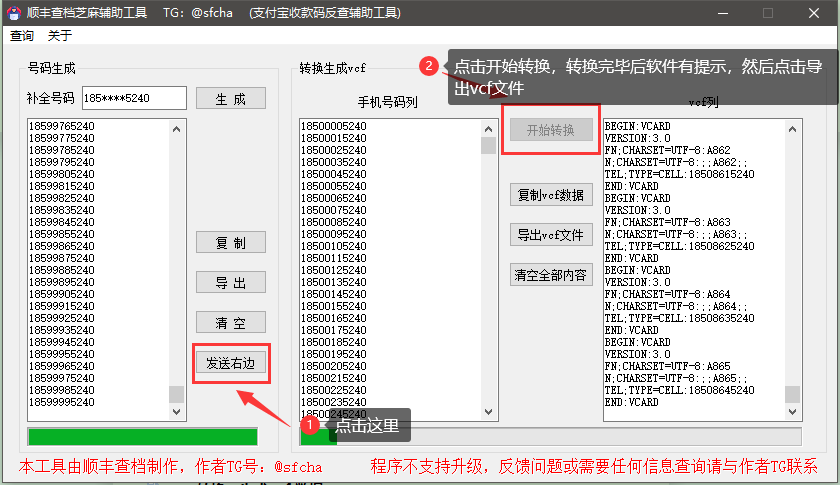 顺丰查档芝麻辅助工具 TG: @sfcha (支付宝收款码反查辅助工具)
查询 关于
号码生成
补全号码 185****5240 生 成
18599765240
18599775240
18599785240
18599795240
18599805240
18599815240
18599825240
18599835240
18599845240
18599855240
18599865240
18599875240
18599885240
18599895240
18599905240
18599915240
18599925240
18599935240
18599945240
18599955240
18599965240
18599975240
18599985240
18599995240
复 制
导 出
清 空
发送右边
1 点击这里
转换生成vcf
2 点击开始转换，转换完毕后软件有提示，然后点击导
出vcf文件
手机号码列
18500005240
18500015240
18500025240
18500035240
18500045240
18500055240
18500065240
18500075240
18500085240
18500095240
18500105240
18500115240
18500125240
18500135240
18500145240
18500155240
18500165240
18500175240
18500185240
18500195240
18500205240
18500215240
18500225240
18500235240
18500245240
开始转换
复制vcf数据
导出vcf文件
清空全部内容
vcf列
BEGIN:VCARD
VERSION:3.0
FN;CHARSET=UTF-8:A862
N;CHARSET=UTF-8:;;A862;;
TEL;TYPE=CELL:18508615240
END:VCARD
BEGIN:VCARD
VERSION:3.0
FN;CHARSET=UTF-8:A863
N;CHARSET=UTF-8:;;A863;;
TEL;TYPE=CELL:18508625240
END:VCARD
BEGIN:VCARD
VERSION:3.0
FN;CHARSET=UTF-8:A864
N;CHARSET=UTF-8:;;A864;;
TEL;TYPE=CELL:18508635240
END:VCARD
BEGIN:VCARD
VERSION:3.0
FN;CHARSET=UTF-8:A865
N;CHARSET=UTF-8:;;A865;;
TEL;TYPE=CELL:18508645240
END:VCARD
本工具由顺丰查档制作，作者TG号：@sfcha 程序不支持升级，反馈问题或需要任何信息查询请与作者TG联系